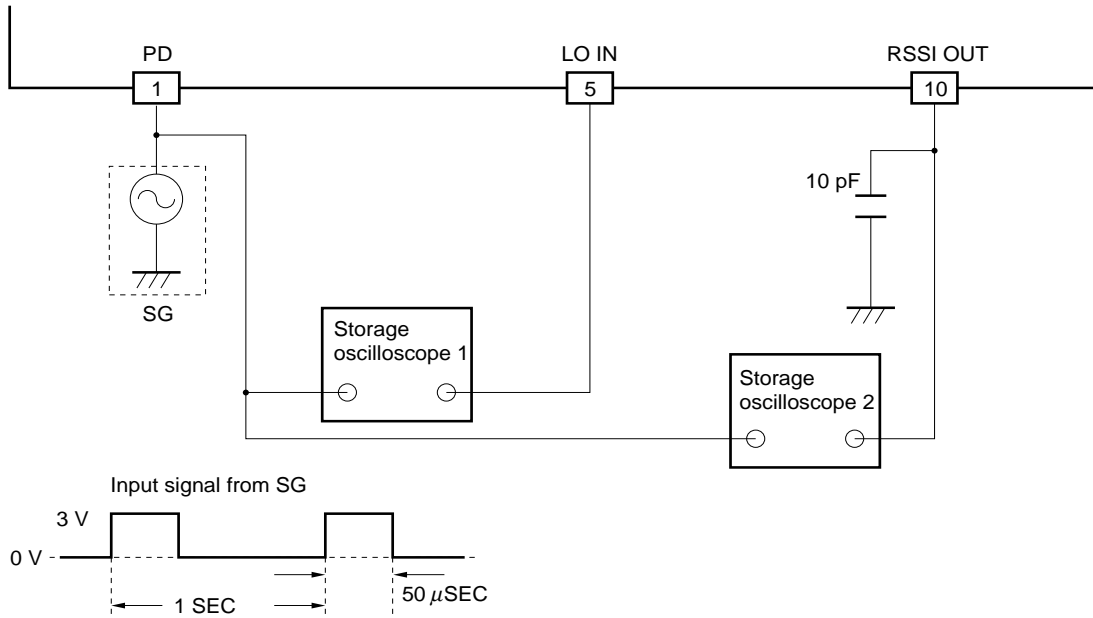 PD
LO IN
RSSI OUT
1
5
10
10 pF
SG
Storage
oscilloscope 1
Storage
oscilloscope 2
Input signal from SG
3 V
0 V
50 μSEC
1 SEC